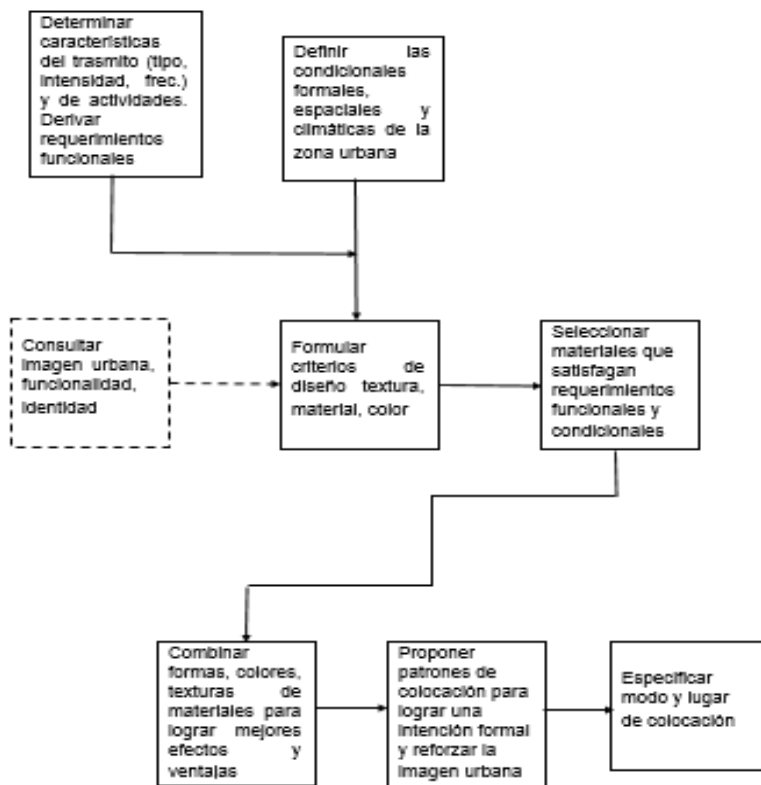 Determinar
características
del trasmito (tipo,
intensidad, frec.)
y de actividades.
Derivar
requerimientos
funcionales
Definir las
condicionales
formales,
espaciales y
climáticas de la
zona urbana
Consultar
imagen urbana,
funcionalidad,
identidad
Formular
criterios de
diseño textura,
material, color
Seleccionar
materiales que
satisfagan
requerimientos
funcionales y
condicionales
Combinar
formas, colores,
texturas de
materiales para
lograr mejores
efectos y
ventajas
Proponer
patrones de
colocación para
lograr una
intención formal
y reforzar la
imagen urbana
Especificar
modo y lugar
de colocación